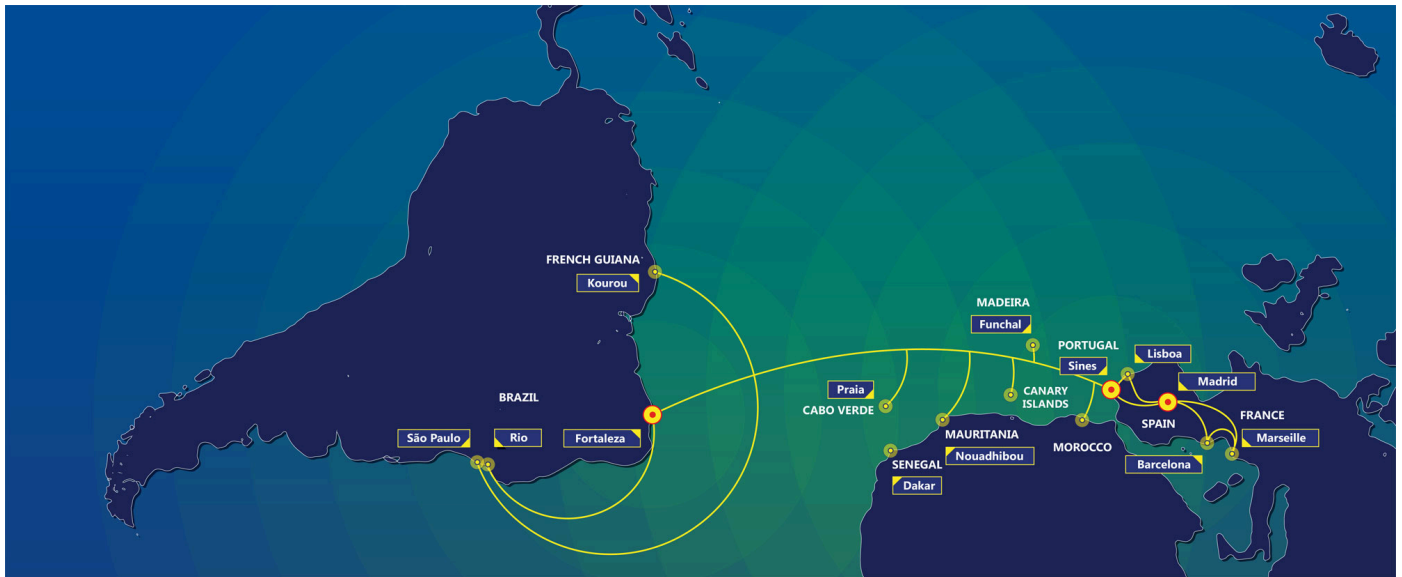 FRENCH GUIANA
Kourou
BRAZIL
São Paulo
Rio
Fortaleza
MADEIRA
Funchal
PORTUGAL
Sines
Lisboa
Madrid
Praia
CABO VERDE
CANARY
ISLANDS
SPAIN
FRANCE
Marseille
MAURITANIA
Nouadhibou
MOROCCO
Barcelona
SENEGAL
Dakar